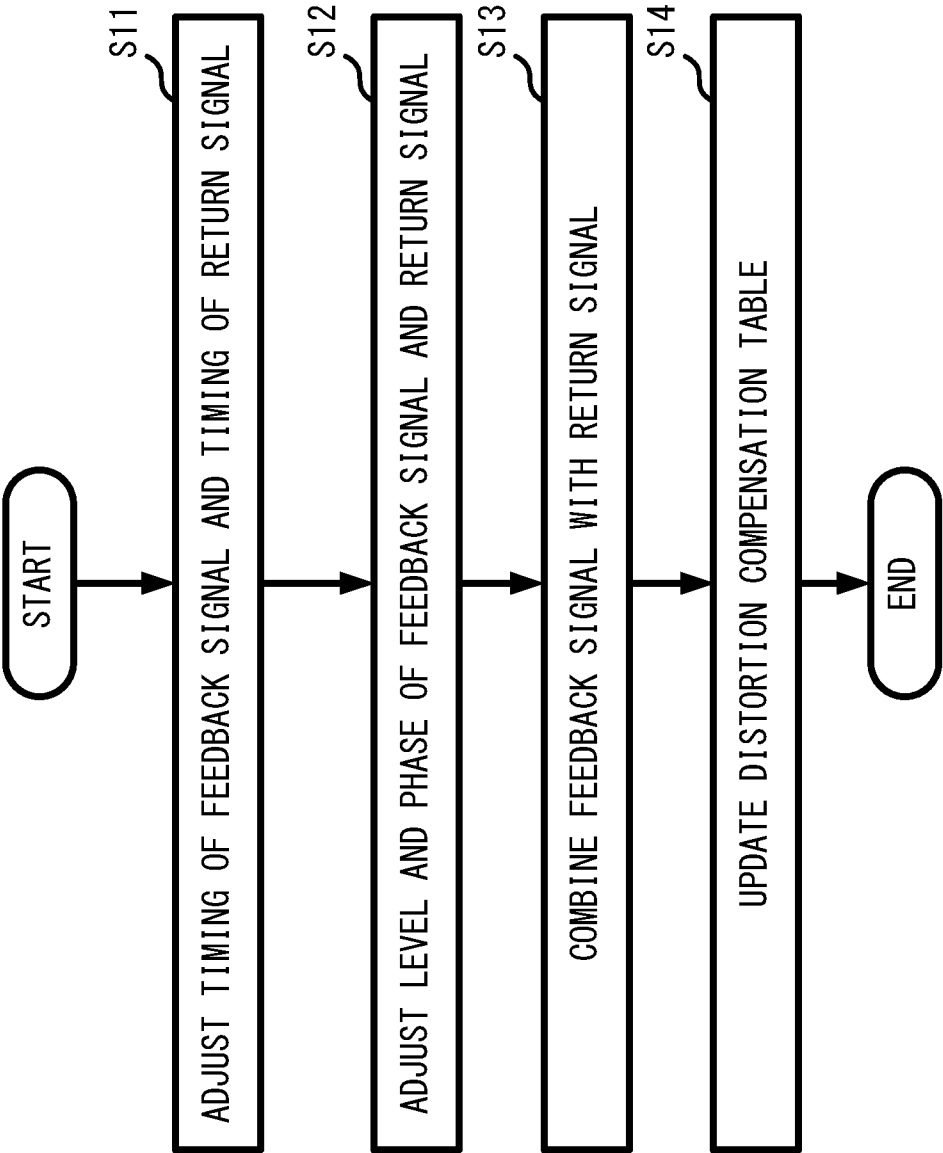 START
S11
ADJUST TIMING OF FEEDBACK SIGNAL AND TIMING OF RETURN SIGNAL
S12
ADJUST LEVEL AND PHASE OF FEEDBACK SIGNAL AND RETURN SIGNAL
S13
COMBINE FEEDBACK SIGNAL WITH RETURN SIGNAL
S14
UPDATE DISTORTION COMPENSATION TABLE
END